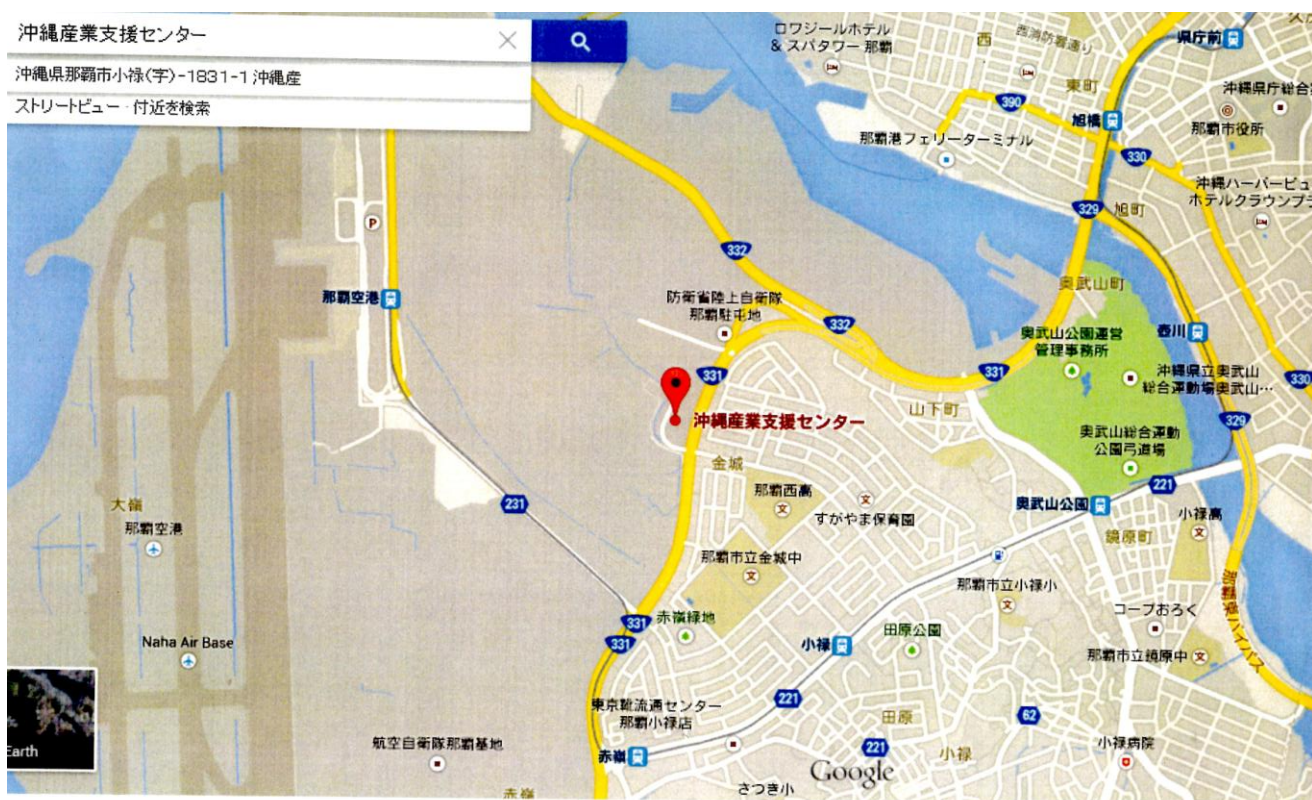 沖縄産業支援センター
沖縄県那覇市小禄(字)-1831-1 沖縄産
ストリートビュー · 付近を検索
ロワジールホテル
& スパタワー 那覇
西
西消防署通り
県庁前
東町
390
沖縄県庁総合
旭橋
那覇市役所
那覇港フェリーターミナル
330
沖縄ハーバービュ
ホテルクラウンプラ
329
旭町
P
332
奥武山町
那覇空港
防衛省陸上自衛隊
那覇駐屯地
332
奥武山公園運営
管理事務所
壺川
331
331
沖縄県立奥武山
総合運動場奥武山…
330
山下町
沖縄産業支援センター
329
奥武山総合運動
公園弓道場
金城
221
那覇西高
大嶺
231
すがやま保育園
奥武山公園
小禄高
那覇空港
鏡原町
那覇市立金城中
那覇市立小禄小
那覇東バイパス
コープおろく
赤嶺緑地
331
331
小禄
田原公園
Naha Air Base
那覇市立鏡原中
221
東京靴流通センター
那覇小禄店
田原
62
Earth
航空自衛隊那覇基地
赤嶺
221
小禄
小禄病院
Google
さつき小
赤嶺